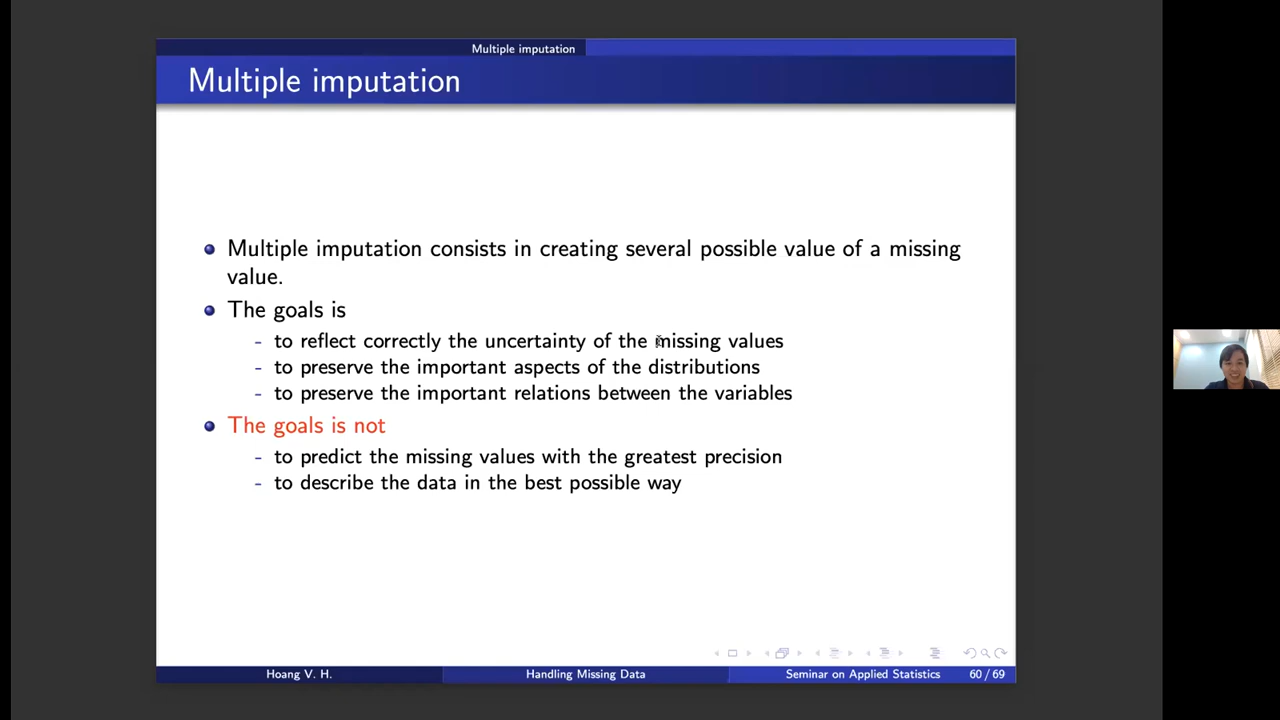 Multiple imputation
Multiple imputation
Multiple imputation consists in creating several possible value of a missing
value.
The goals is
- to reflect correctly the uncertainty of the missing values
- to preserve the important aspects of the distributions
- to preserve the important relations between the variables
The goals is not
- to predict the missing values with the greatest precision
- to describe the data in the best possible way
Hoang V. H. Handling Missing Data Seminar on Applied Statistics 60 / 69